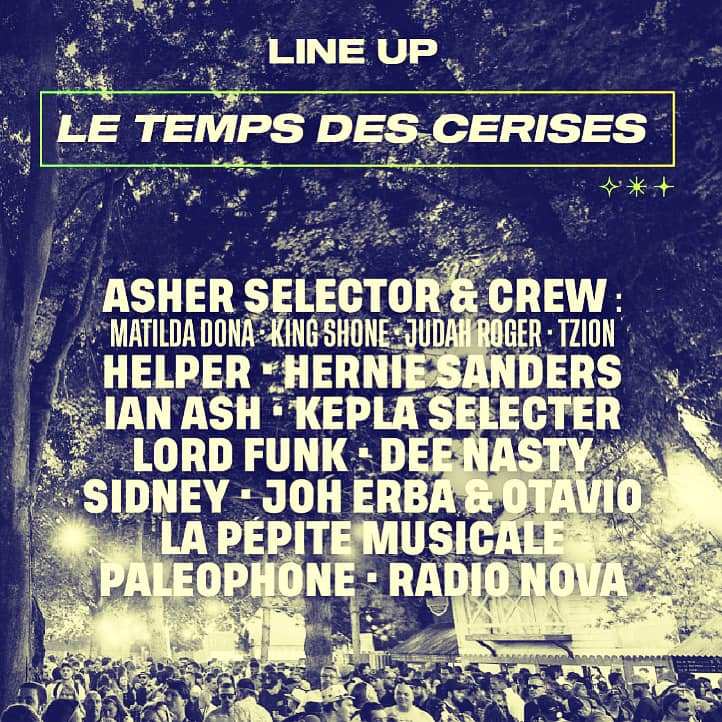 LINE UP
LE TEMPS DES CERISES
ASHER SELECTOR & CREW :
MATILDA DONA · KING SHONE · JUDAH ROGER · TZION
HELPER · HERNIE SANDERS
IAN ASH · KEPLA SELECTER
LORD FUNK · DEE NASTY
SIDNEY · JOH ERBA & OTAVIO
LA PÉPITE MUSICALE
PALEOPHONE · RADIO NOVA